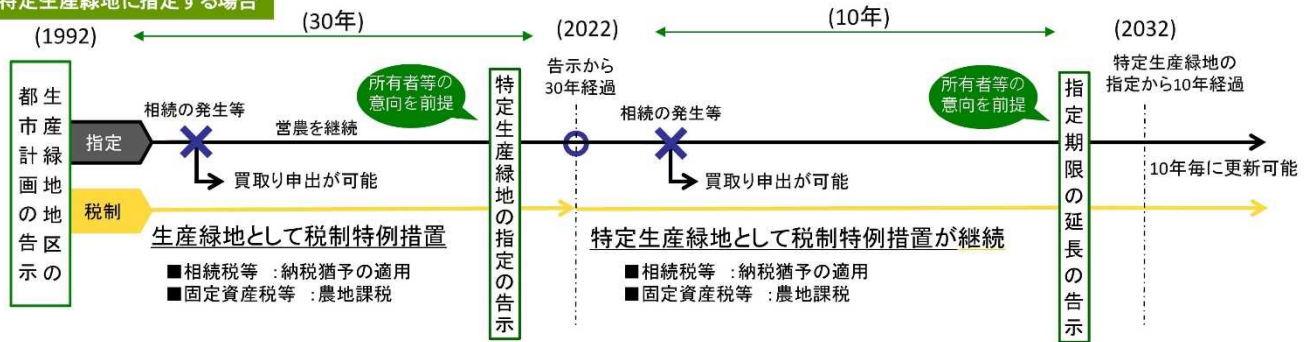 特定生産緑地に指定する場合
(1992)
(30年)
(2022)
(10年)
(2032)
生産緑地地区の
都市計画の告示
指定
税制
相続の発生等
買取り申出が可能
営農を継続
所有者等の
意向を前提
特定生産緑地の指定の告示
告示から
30年経過
相続の発生等
買取り申出が可能
所有者等の
意向を前提
指定期限の延長の告示
特定生産緑地の
指定から10年経過
10年毎に更新可能
生産緑地として税制特例措置
■相続税等 :納税猶予の適用
■固定資産税等 :農地課税
特定生産緑地として税制特例措置が継続
■相続税等 :納税猶予の適用
■固定資産税等 :農地課税